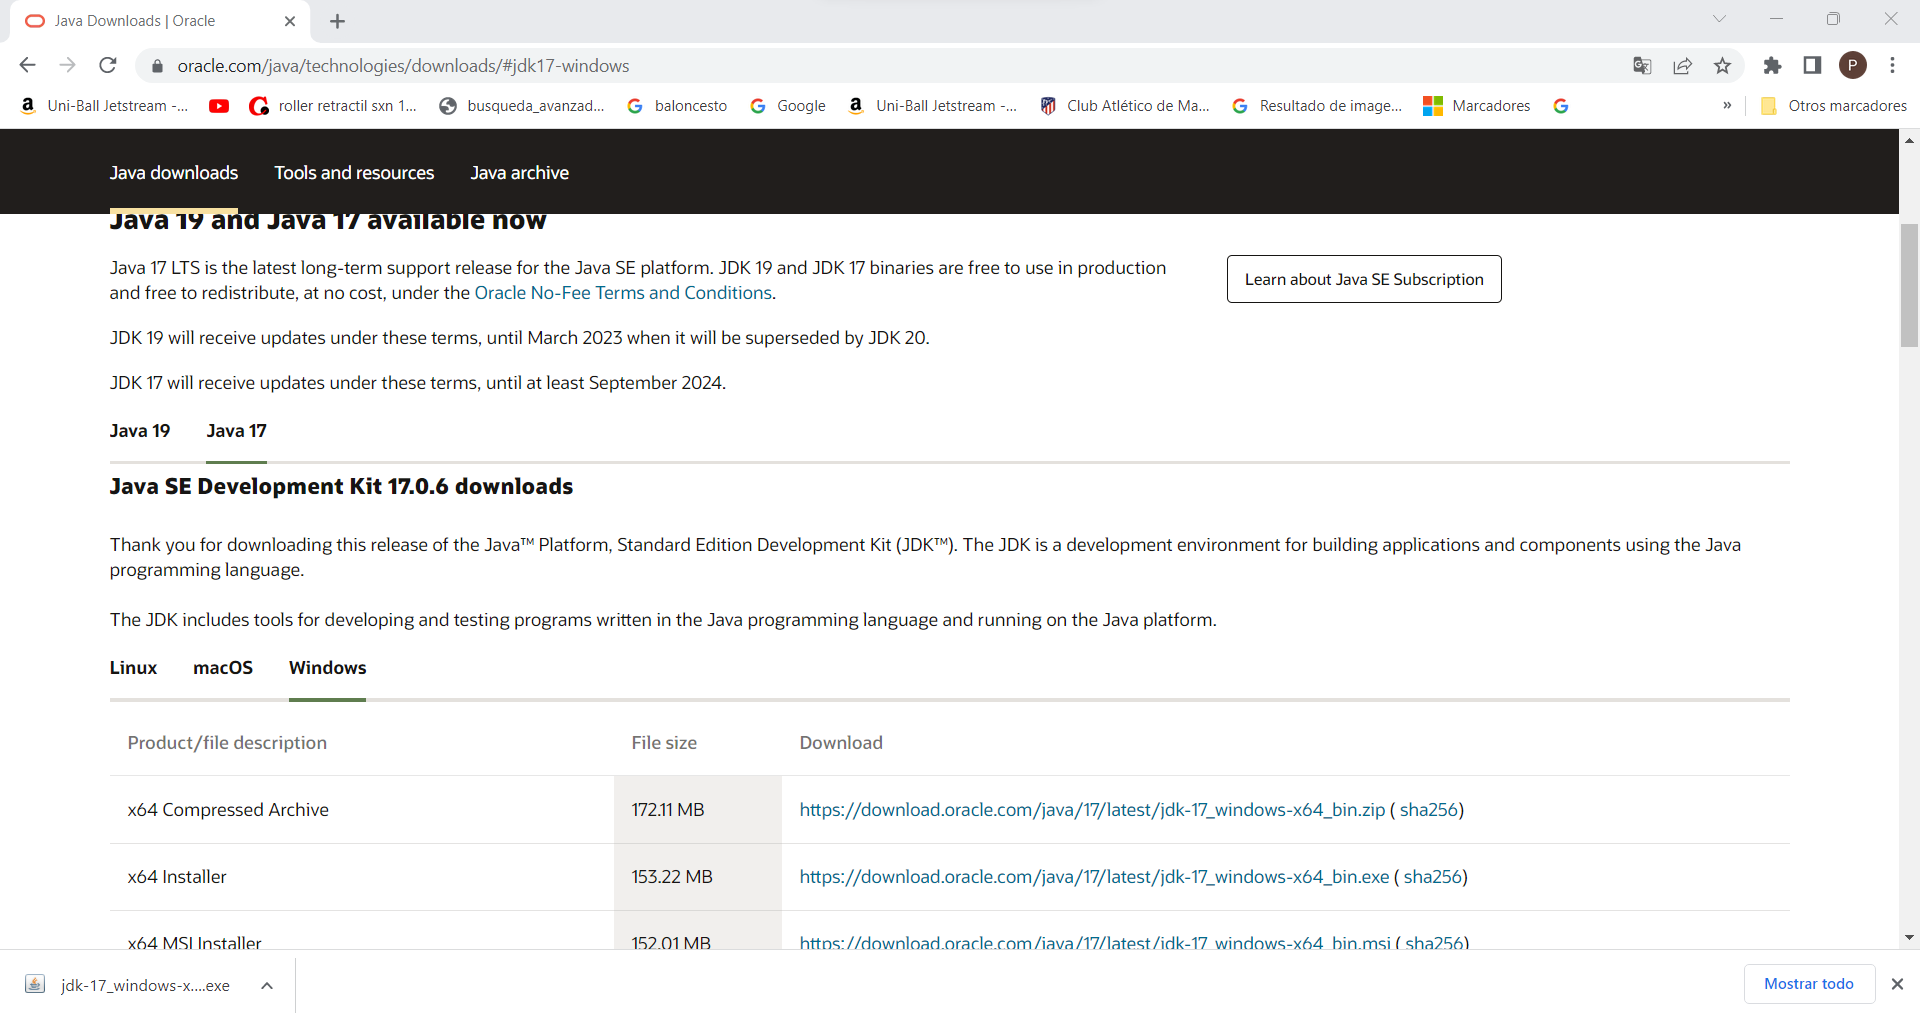 Java Downloads | Oracle
oracle.com/java/technologies/downloads/#jdk17-windows
P
Uni-Ball Jetstream -...
roller retractil sxn 1...
busqueda_avanzad...
baloncesto
Google
Uni-Ball Jetstream -...
Club Atlético de Ma...
Resultado de image...
Marcadores
»
Otros marcadores
Java downloads
Tools and resources
Java archive
Java 19 and Java 17 available now
Java 17 LTS is the latest long-term support release for the Java SE platform. JDK 19 and JDK 17 binaries are free to use in production
and free to redistribute, at no cost, under the Oracle No-Fee Terms and Conditions.
Learn about Java SE Subscription
JDK 19 will receive updates under these terms, until March 2023 when it will be superseded by JDK 20.
JDK 17 will receive updates under these terms, until at least September 2024.
Java 19
Java 17
Java SE Development Kit 17.0.6 downloads
Thank you for downloading this release of the Java™ Platform, Standard Edition Development Kit (JDK™). The JDK is a development environment for building applications and components using the Java
programming language.
The JDK includes tools for developing and testing programs written in the Java programming language and running on the Java platform.
Linux
macOS
Windows
Product/file description
File size
Download
x64 Compressed Archive
172.11 MB
https://download.oracle.com/java/17/latest/jdk-17_windows-x64_bin.zip ( sha256)
x64 Installer
153.22 MB
https://download.oracle.com/java/17/latest/jdk-17_windows-x64_bin.exe ( sha256)
x64 MSI Installer
152.01 MB
https://download.oracle.com/java/17/latest/jdk-17_windows-x64_bin.msi ( sha256)
jdk-17_windows-x....exe
Mostrar todo